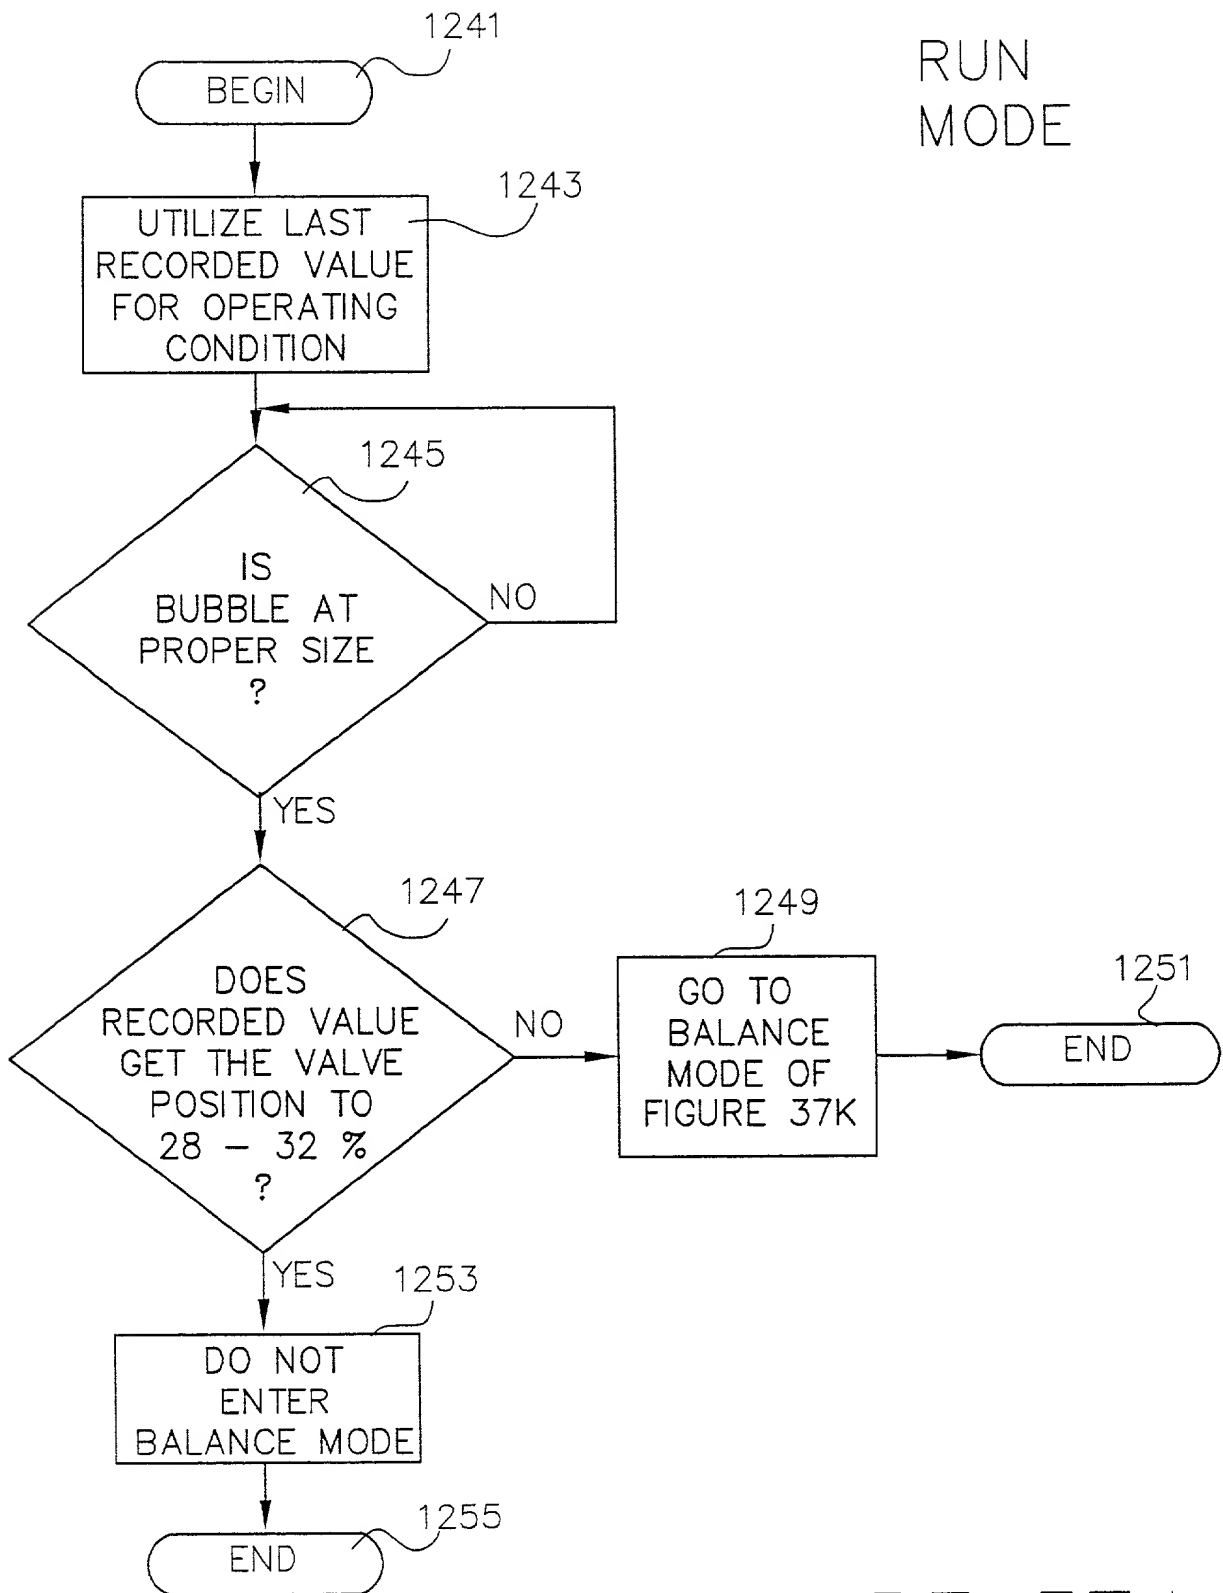 1241
BEGIN
RUN
MODE
1243
UTILIZE LAST
RECORDED VALUE
FOR OPERATING
CONDITION
1245
IS
BUBBLE AT
PROPER SIZE
?
NO
YES
1247
DOES
RECORDED VALUE
GET THE VALVE
POSITION TO
28 – 32 %
?
NO
1249
GO TO
BALANCE
MODE OF
FIGURE 37K
1251
END
YES
1253
DO NOT
ENTER
BALANCE MODE
1255
END